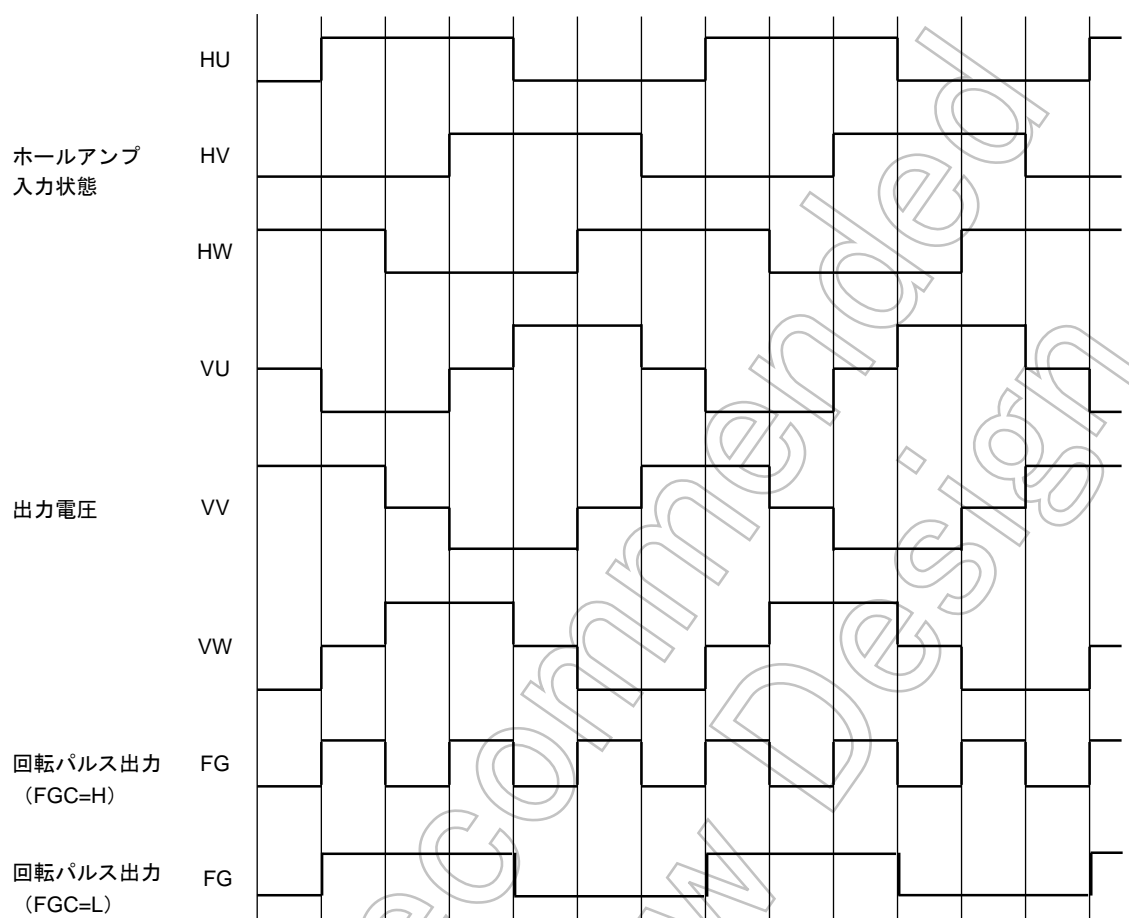 HU
ホールアンプ HV
入力状態
HW
VU
出力電圧 VV
VW
回転パルス出力 FG
（FGC=H）
回転パルス出力 FG
（FGC=L）
ecommended
w Design